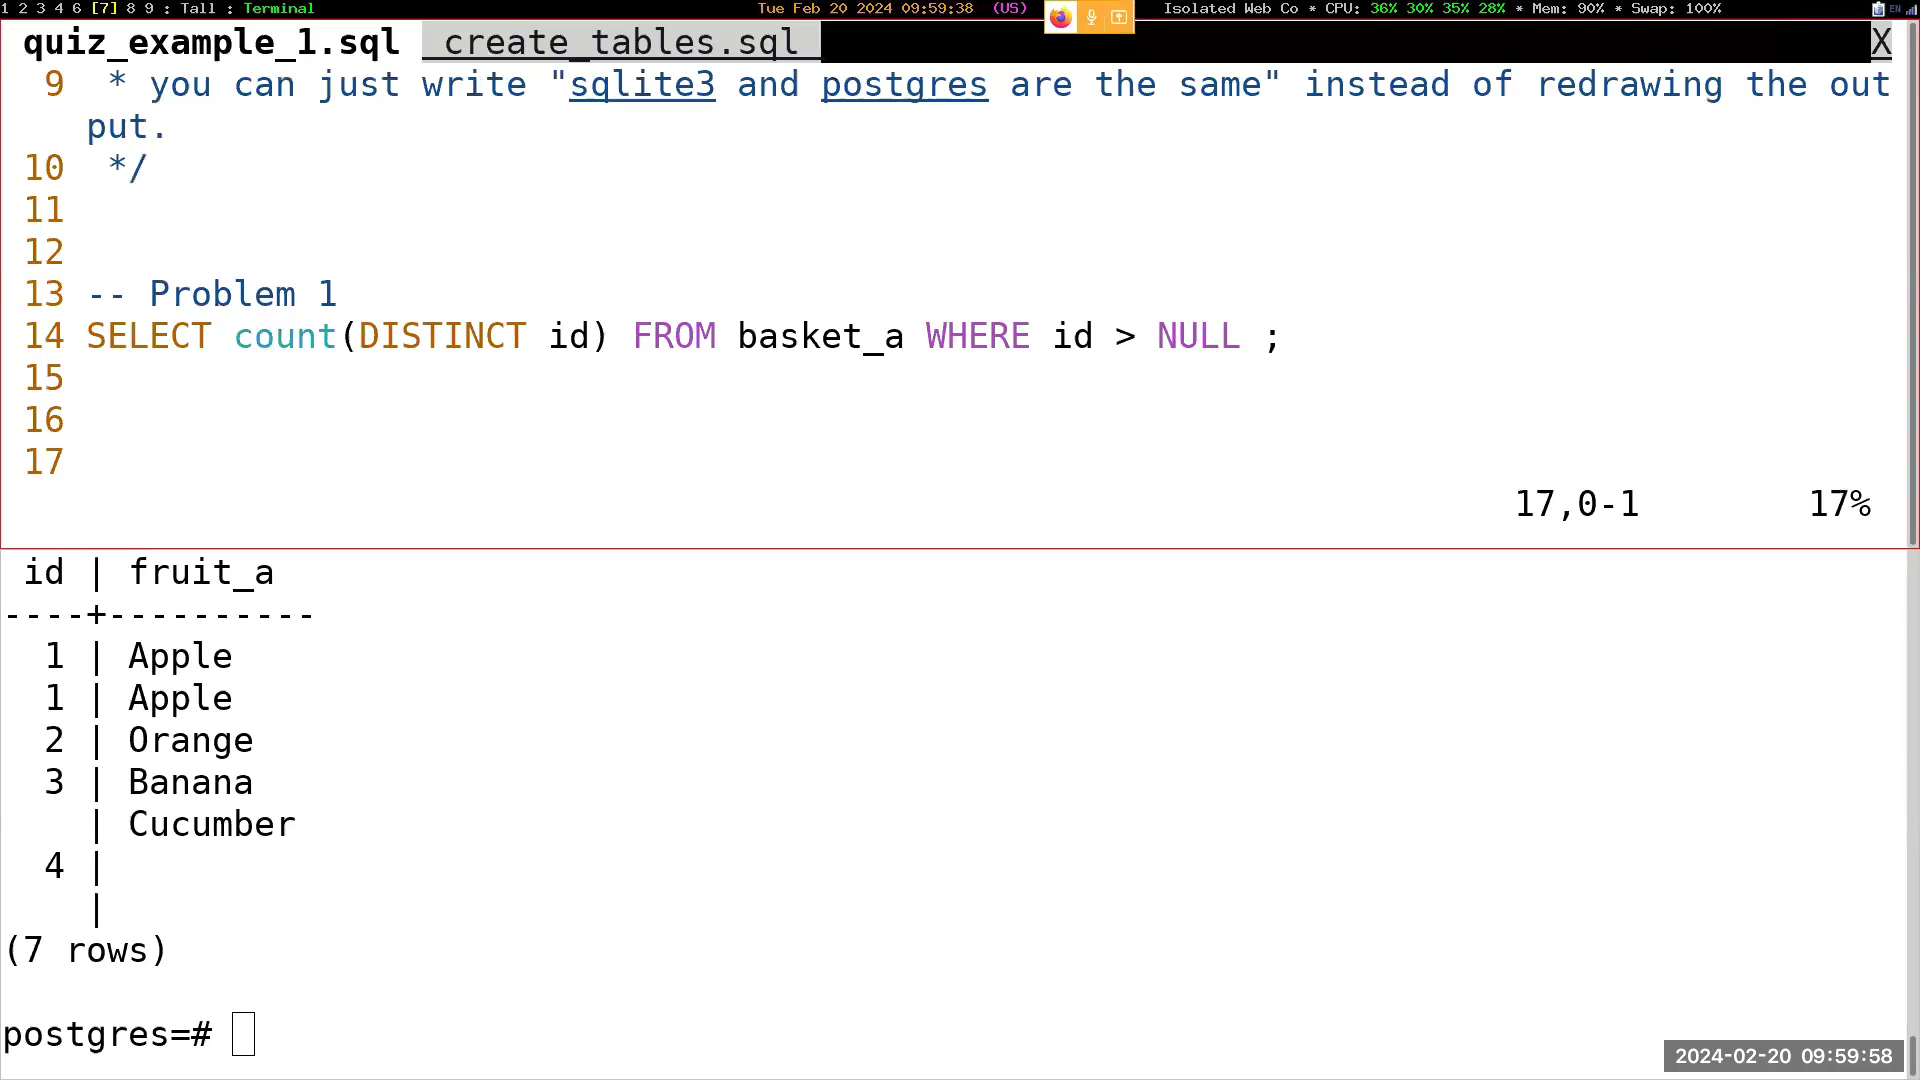 1 2 3 4 6 [7] 8 9 : Tall : Terminal Tue Feb 20 2024 09:59:38 (US) Isolated Web Co * CPU: 36% 30% 35% 28% * Mem: 90% * Swap: 100% EN
quiz_example_1.sql create_tables.sql X
9 * you can just write "sqlite3 and postgres are the same" instead of redrawing the out
put.
10 */
11
12
13 -- Problem 1
14 SELECT count(DISTINCT id) FROM basket_a WHERE id > NULL ;
15
16
17
17,0-1 17%
id | fruit_a
----+----------
1 | Apple
1 | Apple
2 | Orange
3 | Banana
| Cucumber
4 |
|
(7 rows)
postgres=#
2024-02-20 09:59:58